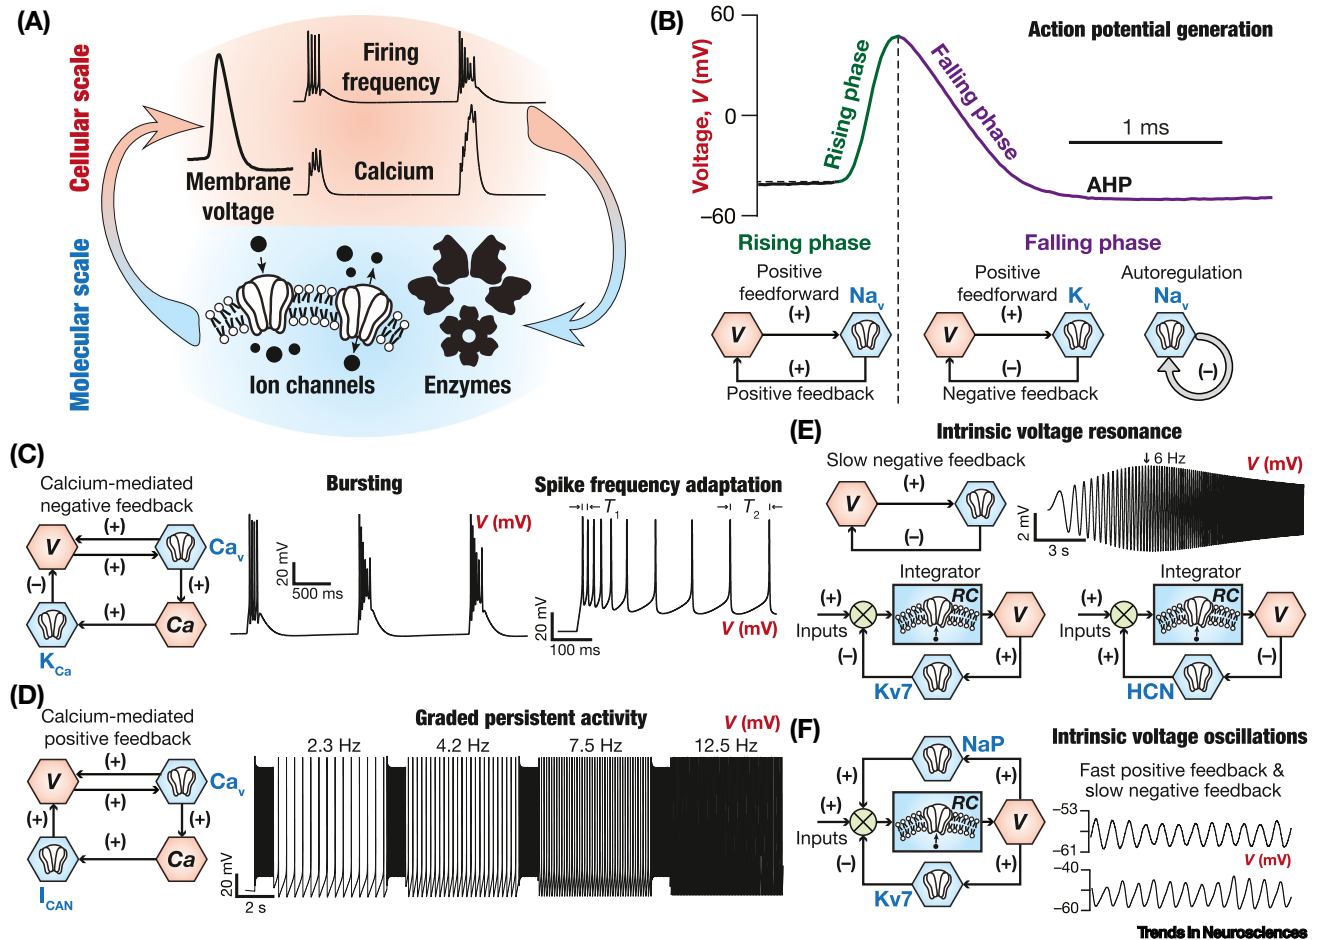 (A)
Cellular scale
Molecular scale
Firing
frequency
Calcium
Membrane
voltage
Ion channels
Enzymes
(B)
Action potential generation
Voltage, V (mV)
60
0
–60
Rising phase
Falling phase
1 ms
AHP
Rising phase
Positive
feedforward
Nav
(+)
V
(+)
Positive feedback
Falling phase
Positive
feedforward
Kv
(+)
V
(–)
Negative feedback
Autoregulation
Nav
(–)
(C)
Calcium-mediated
negative feedback
(+)
V
Cav
(+)
(–)
(+)
(+)
Ca
KCa
Bursting
V (mV)
20 mV
500 ms
Spike frequency adaptation
T1
T2
V (mV)
20 mV
100 ms
(D)
Calcium-mediated
positive feedback
(+)
V
Cav
(+)
(+)
(+)
(+)
Ca
ICAN
Graded persistent activity
V (mV)
2.3 Hz
4.2 Hz
7.5 Hz
12.5 Hz
20 mV
2 s
(E)
Intrinsic voltage resonance
Slow negative feedback
(+)
V
(–)
↓ 6 Hz
V (mV)
2 mV
3 s
Integrator
(+)
RC
V
Inputs
(–)
(+)
Kv7
Integrator
(+)
RC
V
Inputs
(+)
(–)
HCN
(F)
NaP
(+)
(+)
(+)
RC
V
Inputs
(–)
(+)
Kv7
Intrinsic voltage oscillations
Fast positive feedback &
slow negative feedback
–53
–61
V (mV)
–40
–60
Trends in Neurosciences